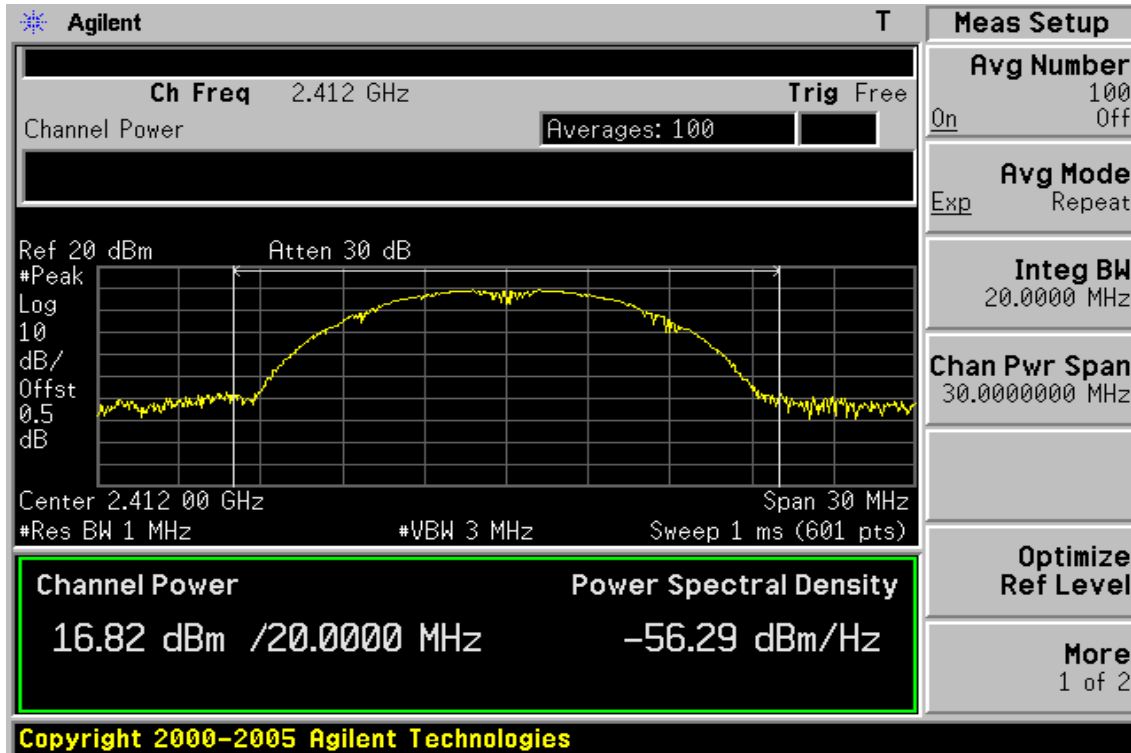 Agilent T
Meas Setup
Ch Freq 2.412 GHz Trig Free
Channel Power Averages: 100
Ref 20 dBm Atten 30 dB
#Peak
Log
10
dB/
Offst
0.5
dB
Center 2.412 00 GHz Span 30 MHz
#Res BW 1 MHz #VBW 3 MHz Sweep 1 ms (601 pts)
Channel Power Power Spectral Density
16.82 dBm /20.0000 MHz -56.29 dBm/Hz
Avg Number
100
On Off
Avg Mode
Exp Repeat
Integ BW
20.0000 MHz
Chan Pwr Span
30.0000000 MHz
Optimize
Ref Level
More
1 of 2
Copyright 2000-2005 Agilent Technologies